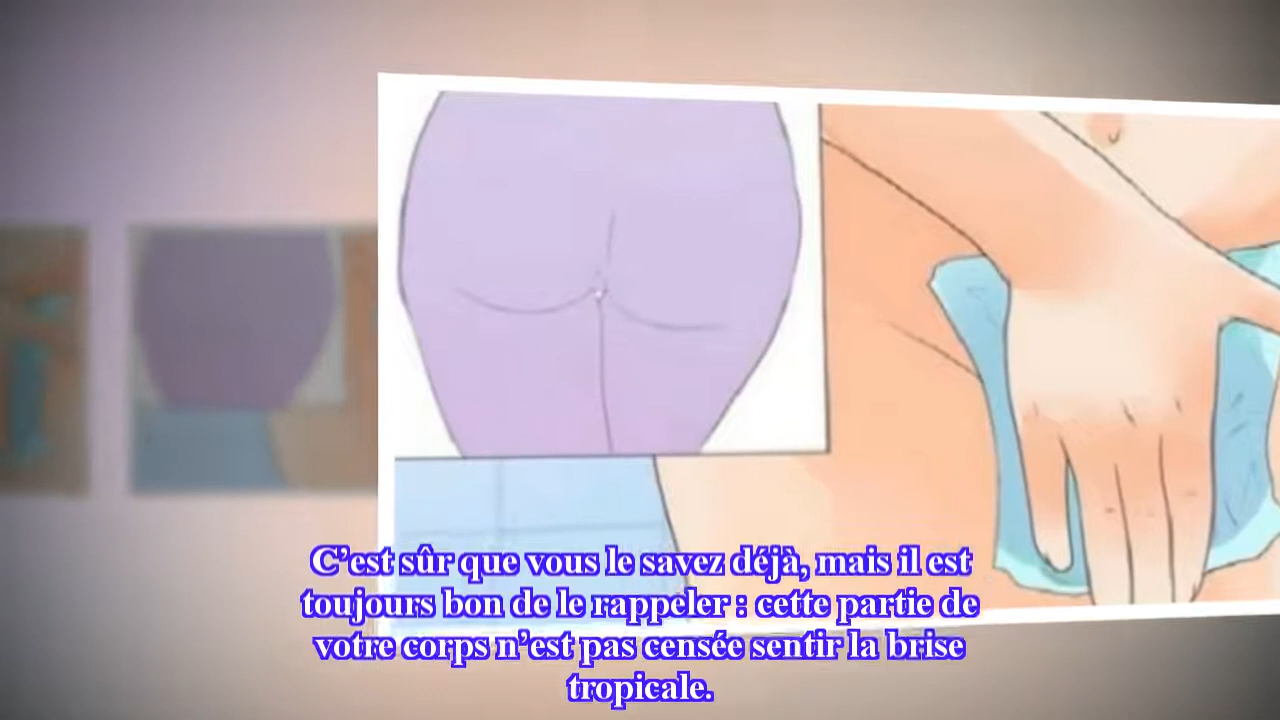 C’est sûr que vous le savez déjà, mais il est
toujours bon de le rappeler : cette partie de
votre corps n’est pas censée sentir la brise
tropicale.